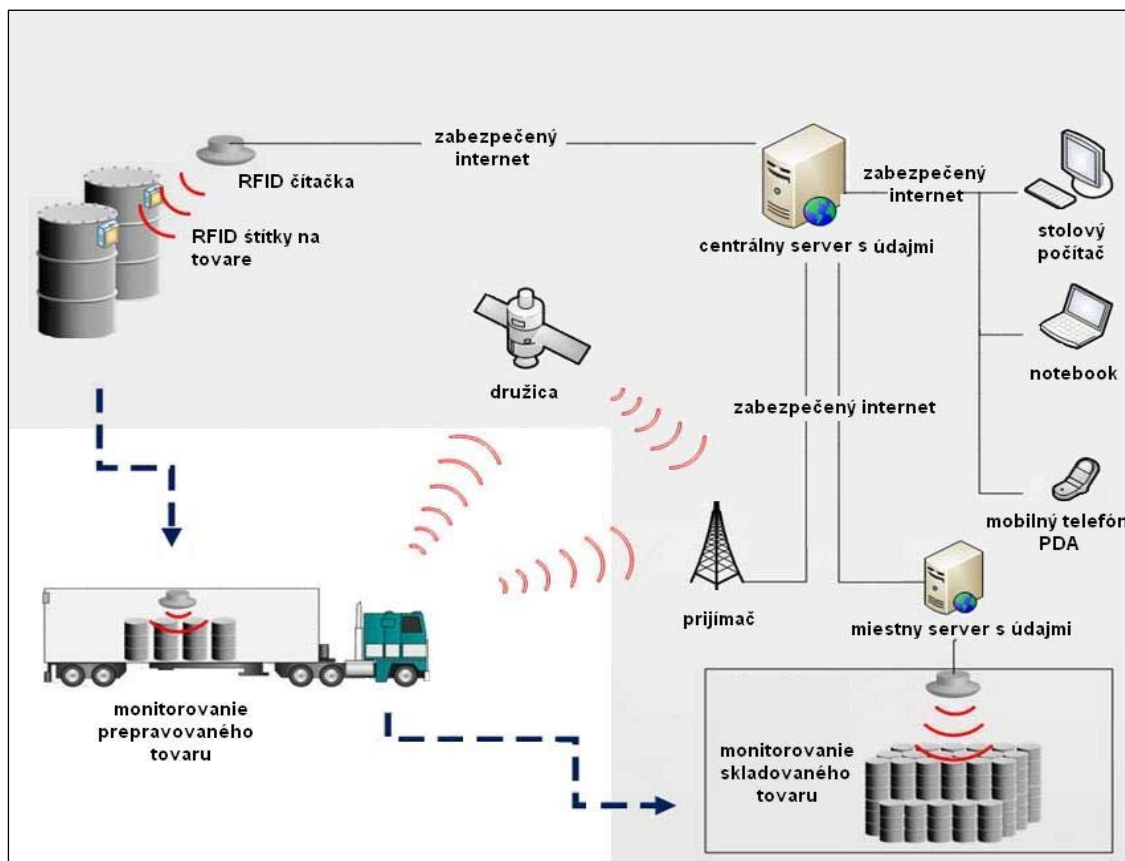 zabezpečený
internet
RFID čítačka
RFID štítky na
tovare
zabezpečený
internet
centrálny server s údajmi
stolový
počítač
notebook
družica
zabezpečený internet
mobilný telefón
PDA
prijímač
miestny server s údajmi
monitorovanie
prepravovaného
tovaru
monitorovanie
skladovaného
tovaru